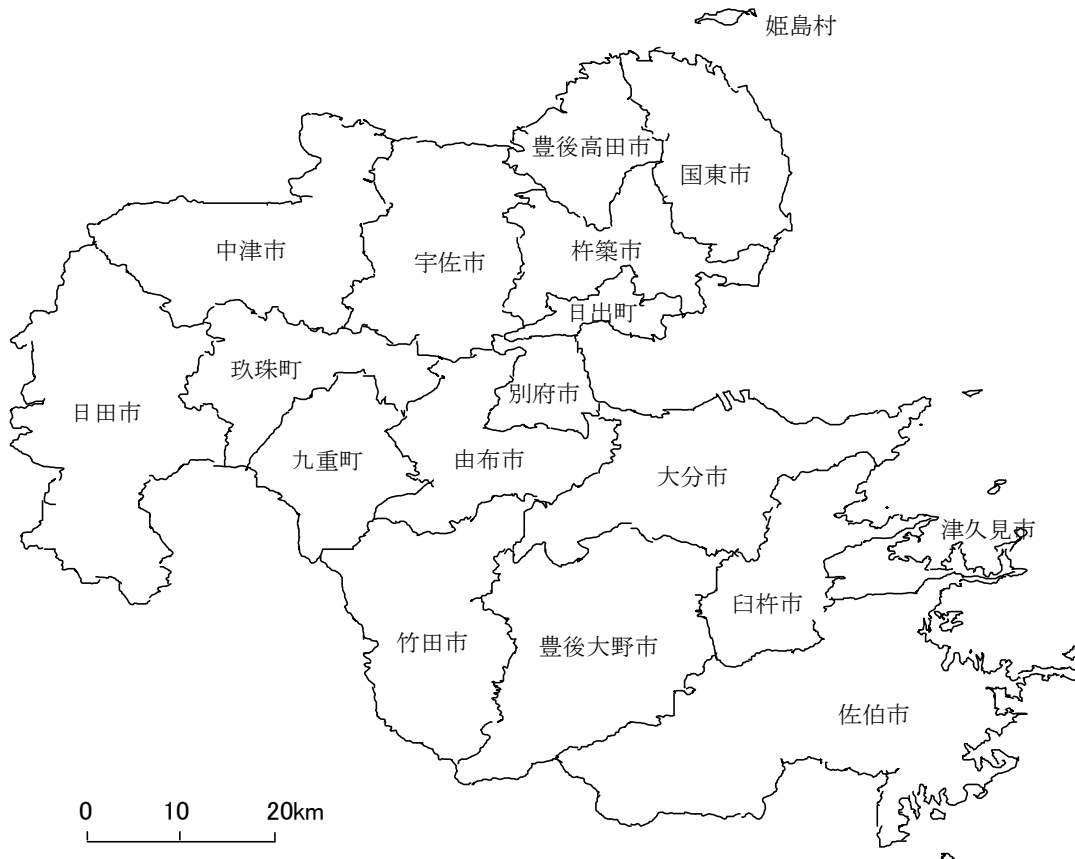 姫島村
豊後高田市
国東市
中津市
宇佐市
杵築市
日出町
玖珠町
別府市
日田市
九重町
由布市
大分市
津久見市
臼杵市
竹田市
豊後大野市
佐伯市
0 10 20km